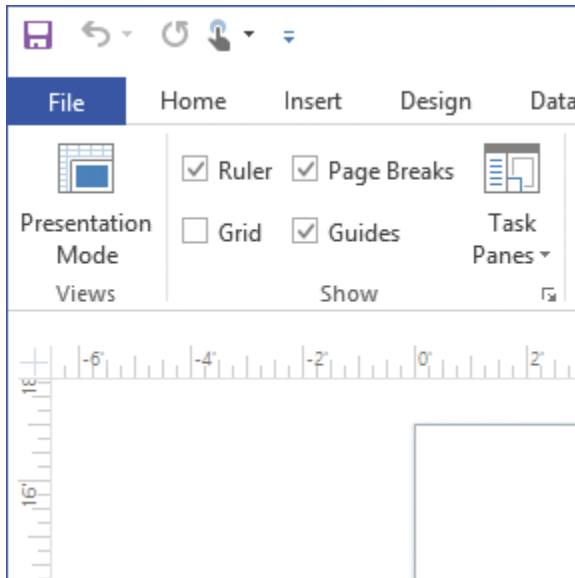 File Home Insert Design Data
Ruler Page Breaks
Presentation Mode
Grid Guides
Task Panes
Views Show
-6' -4' -2' 0' 2'
18
16'